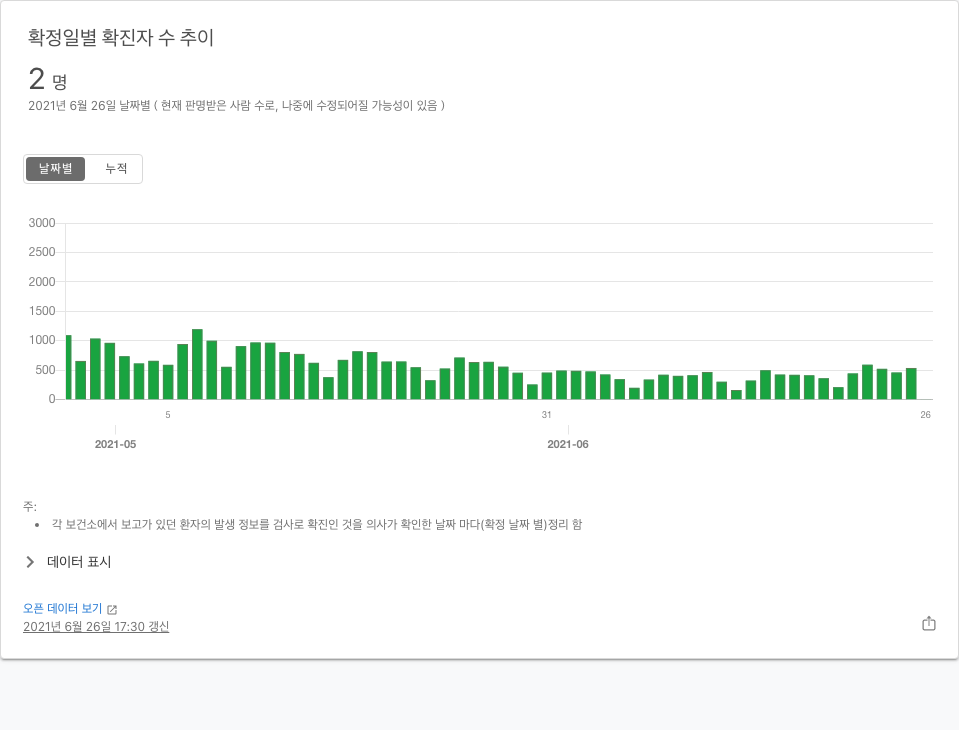 확정일별 확진자 수 추이
2 명
2021년 6월 26일 날짜별 ( 현재 판명받은 사람 수로, 나중에 수정되어질 가능성이 있음 )
날짜별 누적
3000
2500
2000
1500
1000
500
0
5 31 26
2021-05 2021-06
주:
• 각 보건소에서 보고가 있던 환자의 발생 정보를 검사로 확진인 것을 의사가 확인한 날짜 마다(확정 날짜 별)정리 함
데이터 표시
오픈 데이터 보기
2021년 6월 26일 17:30 갱신